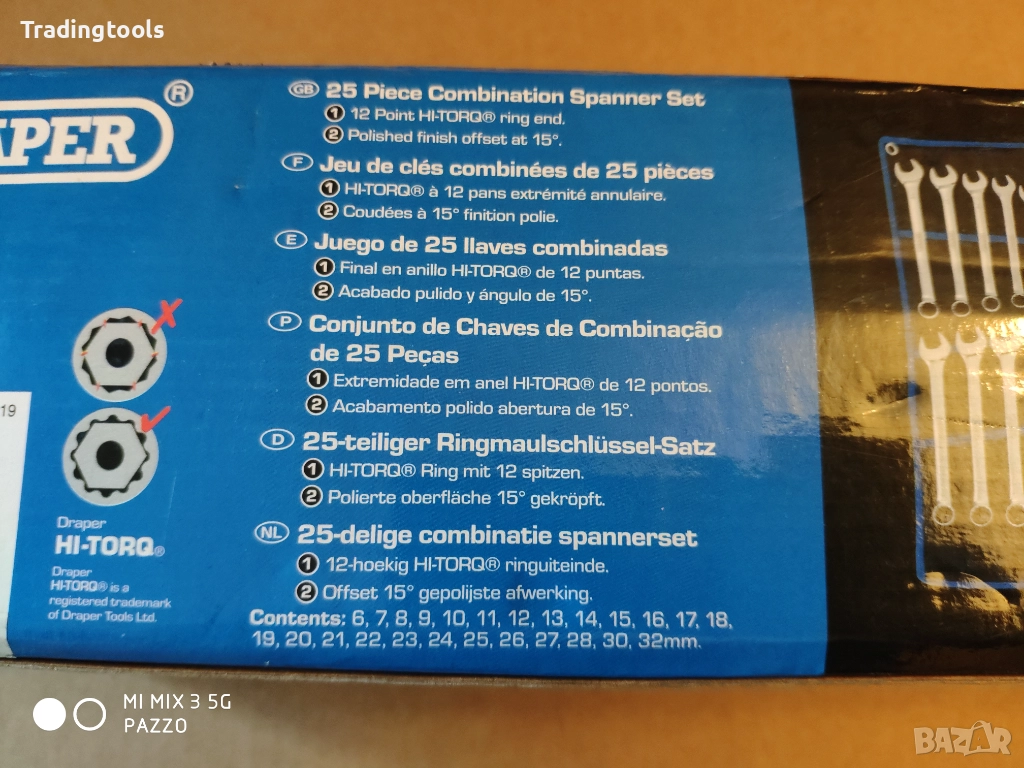 Tradingtools
APER ®
GB 25 Piece Combination Spanner Set
1 12 Point HI-TORQ® ring end.
2 Polished finish offset at 15°.
F Jeu de clés combinées de 25 pièces
1 HI-TORQ® à 12 pans extrémité annulaire.
2 Coudées à 15° finition polie.
E Juego de 25 llaves combinadas
1 Final en anillo HI-TORQ® de 12 puntas.
2 Acabado pulido y ángulo de 15°.
P Conjunto de Chaves de Combinação
de 25 Peças
1 Extremidade em anel HI-TORQ® de 12 pontos.
2 Acabamento polido abertura de 15°.
D 25-teiliger Ringmaulschlüssel-Satz
1 HI-TORQ® Ring mit 12 spitzen.
2 Polierte oberfläche 15° gekröpft.
NL 25-delige combinatie spannerset
1 12-hoekig HI-TORQ® ringuiteinde.
2 Offset 15° gepolijste afwerking.
Contents: 6, 7, 8, 9, 10, 11, 12, 13, 14, 15, 16, 17, 18,
19, 20, 21, 22, 23, 24, 25, 26, 27, 28, 30, 32mm.
19
Draper
HI-TORQ®
Draper
HI-TORQ® is a
registered trademark
of Draper Tools Ltd.
MI MIX 3 5G
PAZZO
BAZAR